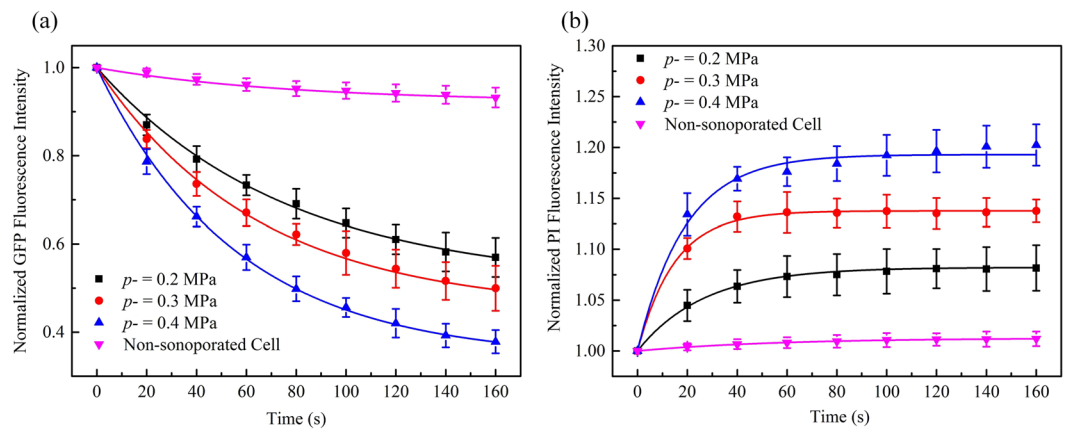 (a)
Normalized GFP Fluorescence Intensity
1.0
0.8
0.6
0.4
p- = 0.2 MPa
p- = 0.3 MPa
p- = 0.4 MPa
Non-sonoporated Cell
0 20 40 60 80 100 120 140 160
Time (s)
(b)
Normalized PI Fluorescence Intensity
1.30
1.25
1.20
1.15
1.10
1.05
1.00
p- = 0.2 MPa
p- = 0.3 MPa
p- = 0.4 MPa
Non-sonoporated Cell
0 20 40 60 80 100 120 140 160
Time (s)